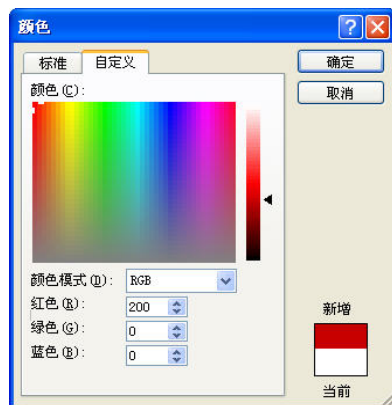 颜色
标准 自定义 确定
颜色(C): 取消
颜色模式(D): RGB
红色(R): 200
绿色(G): 0
蓝色(B): 0
新增
当前